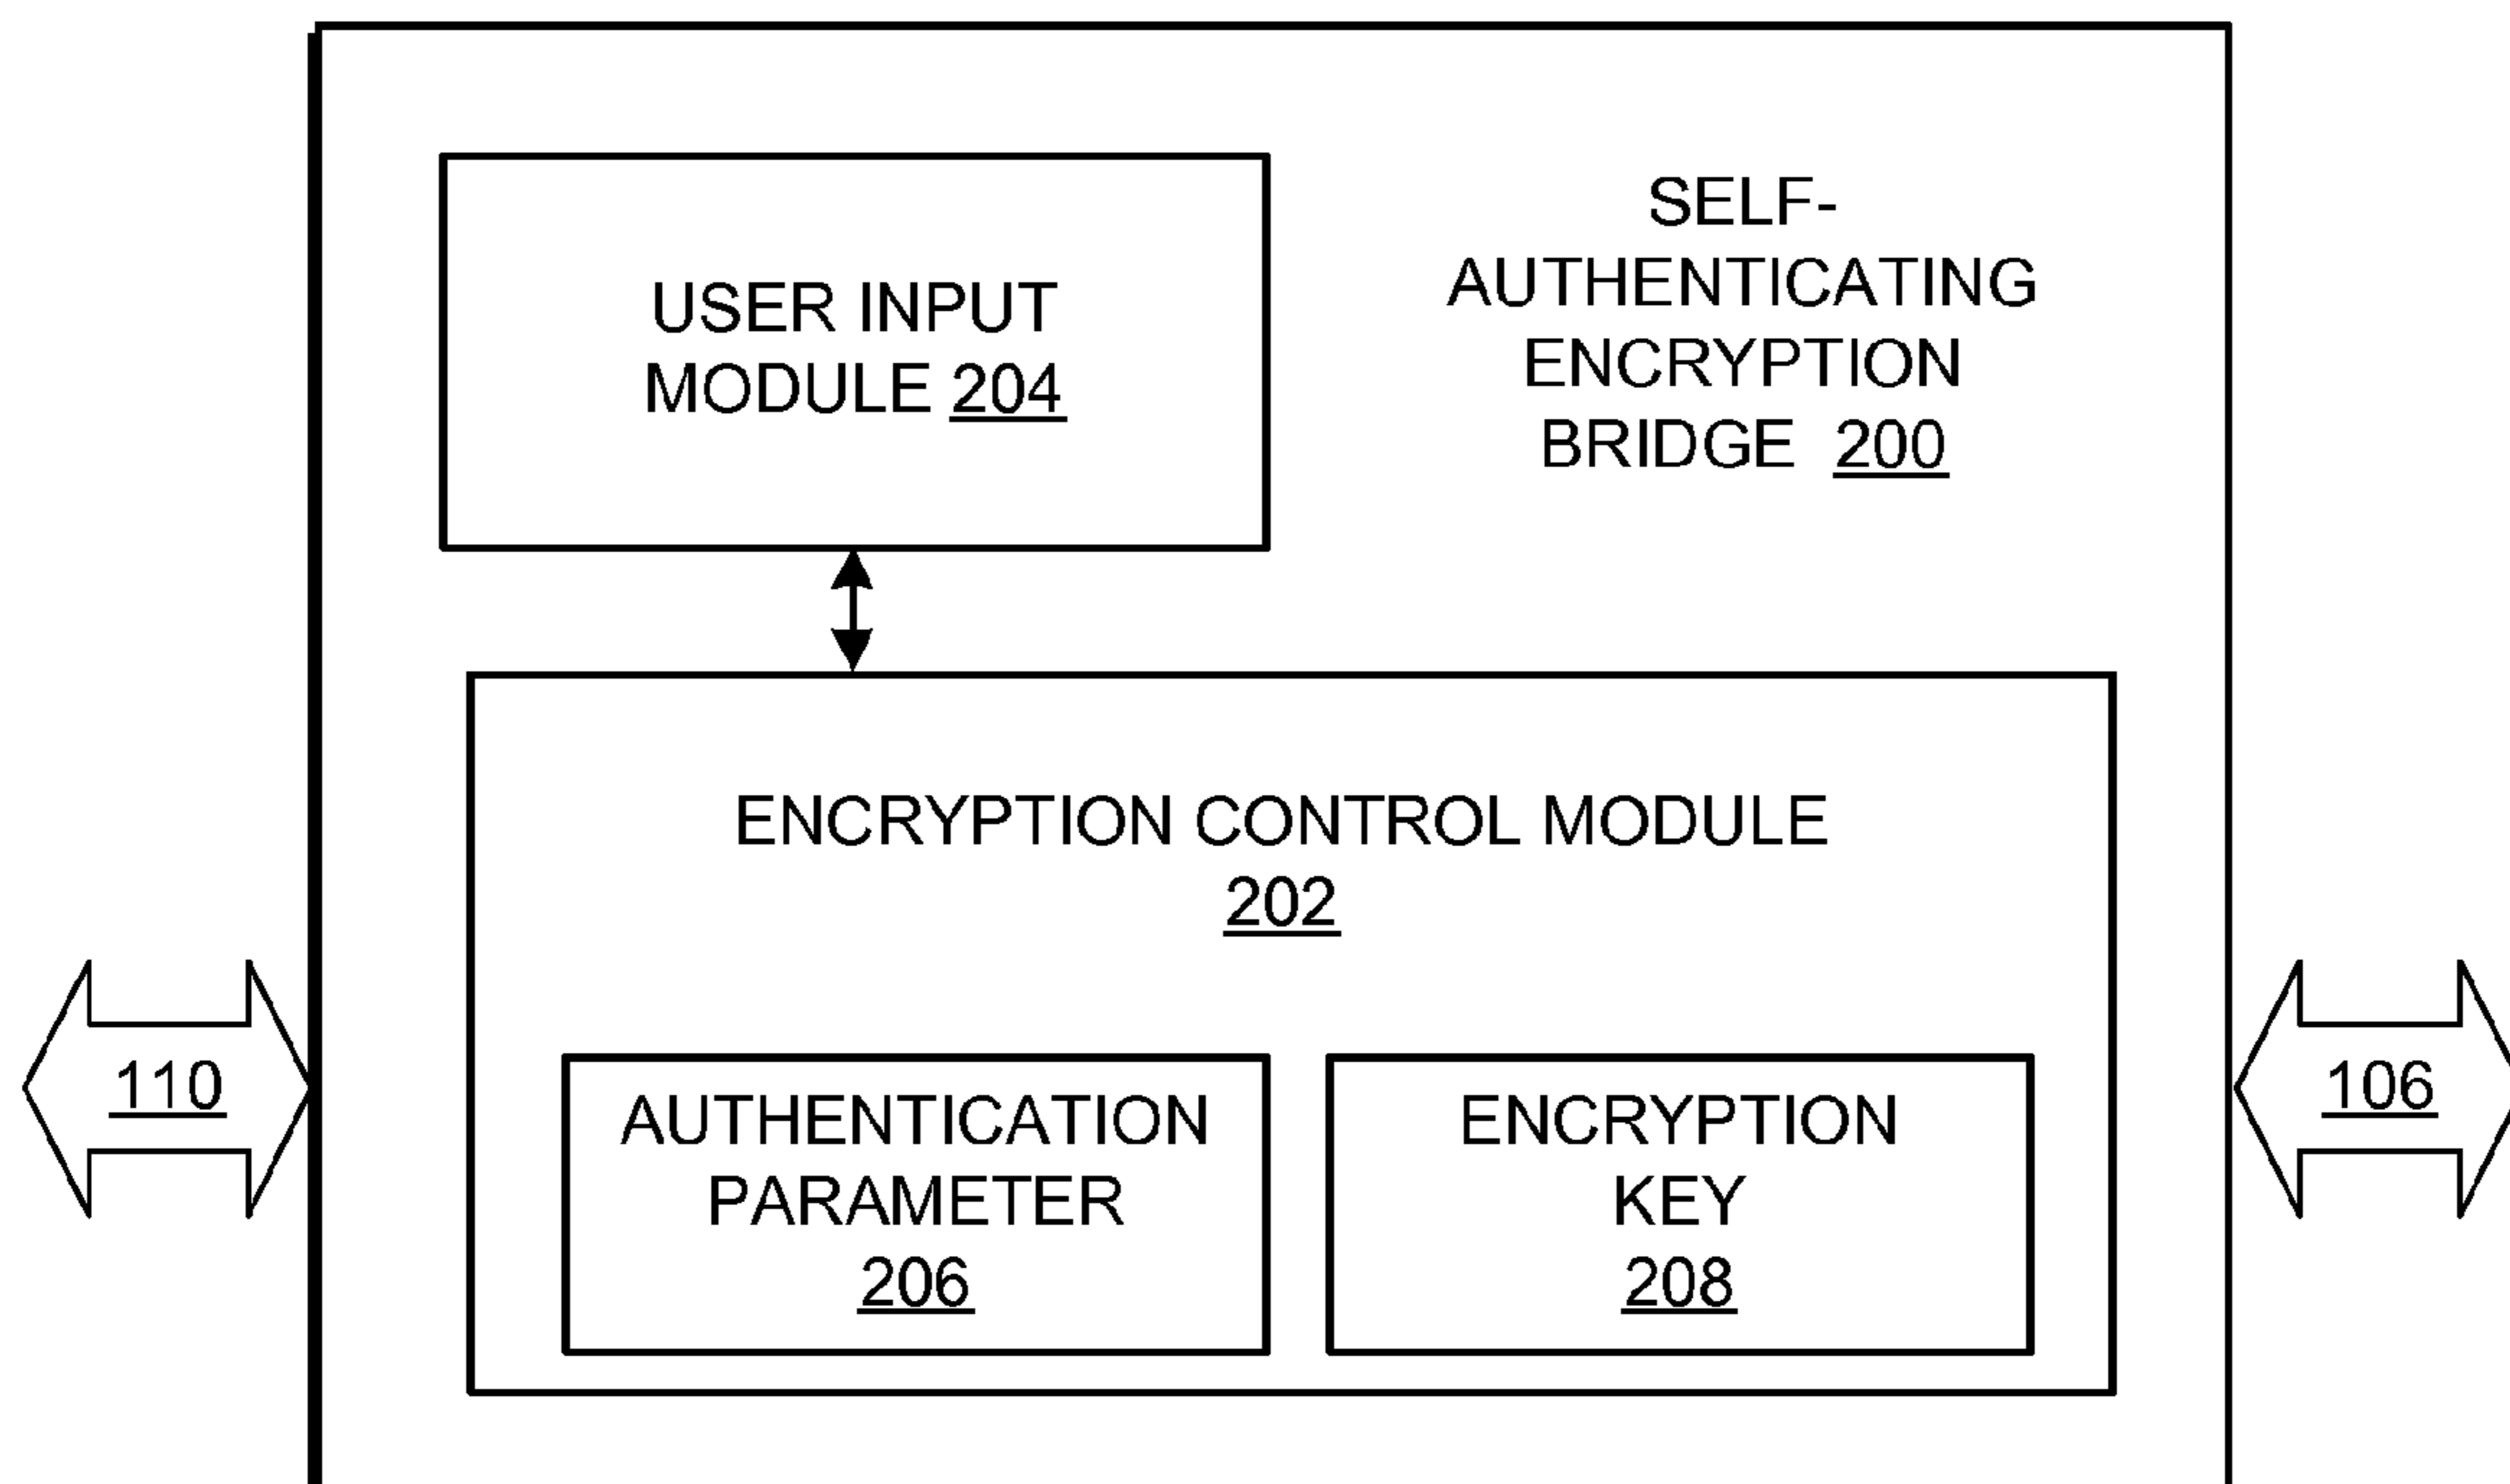 USER INPUT
MODULE 204
SELF-
AUTHENTICATING
ENCRYPTION
BRIDGE 200
ENCRYPTION CONTROL MODULE
202
110
106
AUTHENTICATION
PARAMETER
206
ENCRYPTION
KEY
208